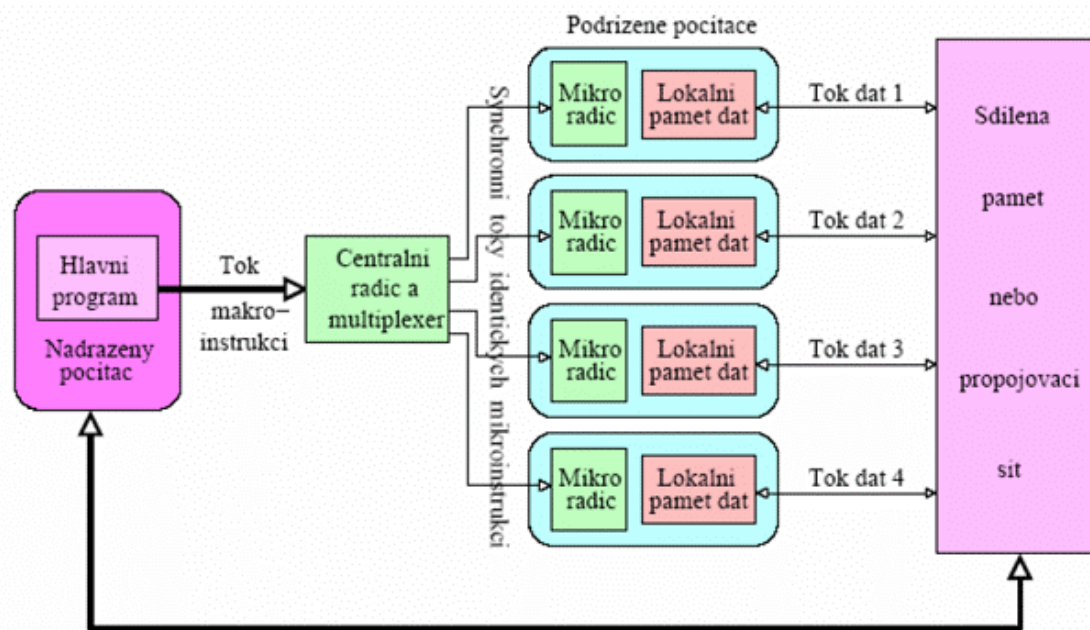 Podrizene pocitace
Mikro
radic
Lokalni
pamet dat
Tok dat 1
Mikro
radic
Lokalni
pamet dat
Tok dat 2
Mikro
radic
Lokalni
pamet dat
Tok dat 3
Mikro
radic
Lokalni
pamet dat
Tok dat 4
Synchronni toky identickych mikroinstrukci
Hlavni
program
Nadrazeny
pocitac
Tok
makro–
instrukci
Centralni
radic a
multiplexer
Sdilena
pamet
nebo
propojovaci
sit